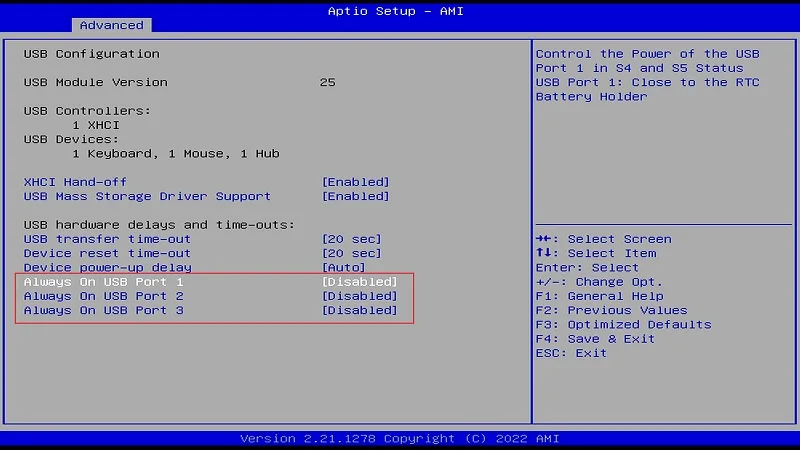 Aptio Setup - AMI
Advanced
USB Configuration
USB Module Version 25
USB Controllers:
1 XHCI
USB Devices:
1 Keyboard, 1 Mouse, 1 Hub
XHCI Hand-off [Enabled]
USB Mass Storage Driver Support [Enabled]
USB hardware delays and time-outs:
USB transfer time-out [20 sec]
Device reset time-out [20 sec]
Device power-up delay [Auto]
Always On USB Port 1 [Disabled]
Always On USB Port 2 [Disabled]
Always On USB Port 3 [Disabled]
Control the Power of the USB
Port 1 in S4 and S5 Status
USB Port 1: Close to the RTC
Battery Holder
→←: Select Screen
↑↓: Select Item
Enter: Select
+/-: Change Opt.
F1: General Help
F2: Previous Values
F3: Optimized Defaults
F4: Save & Exit
ESC: Exit
Version 2.21.1278 Copyright (C) 2022 AMI